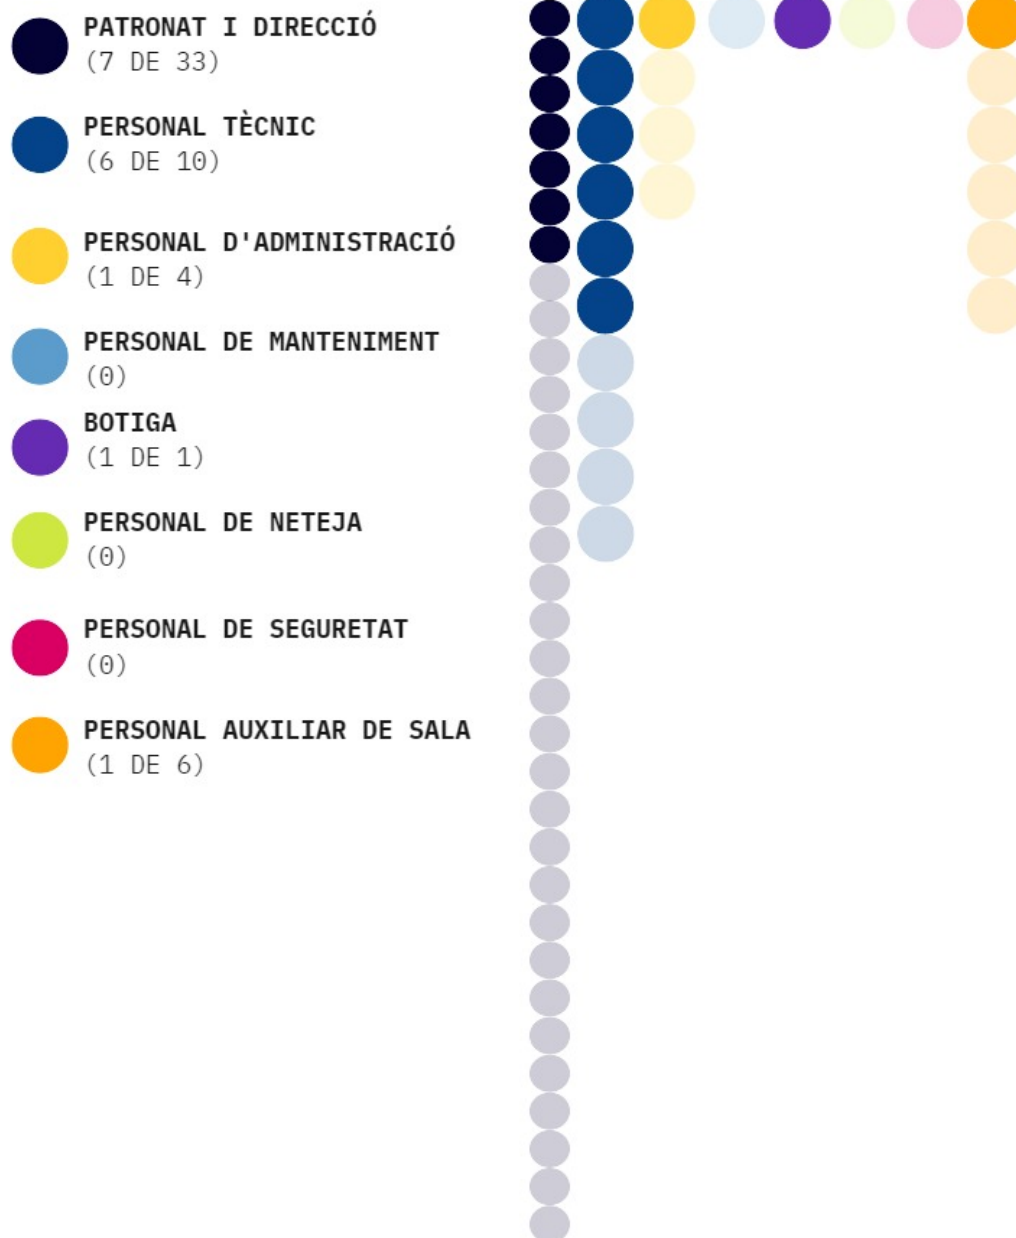 PATRONAT I DIRECCIÓ
(7 DE 33)
PERSONAL TÈCNIC
(6 DE 10)
PERSONAL D'ADMINISTRACIÓ
(1 DE 4)
PERSONAL DE MANTENIMENT
(0)
BOTIGA
(1 DE 1)
PERSONAL DE NETEJA
(0)
PERSONAL DE SEGURETAT
(0)
PERSONAL AUXILIAR DE SALA
(1 DE 6)